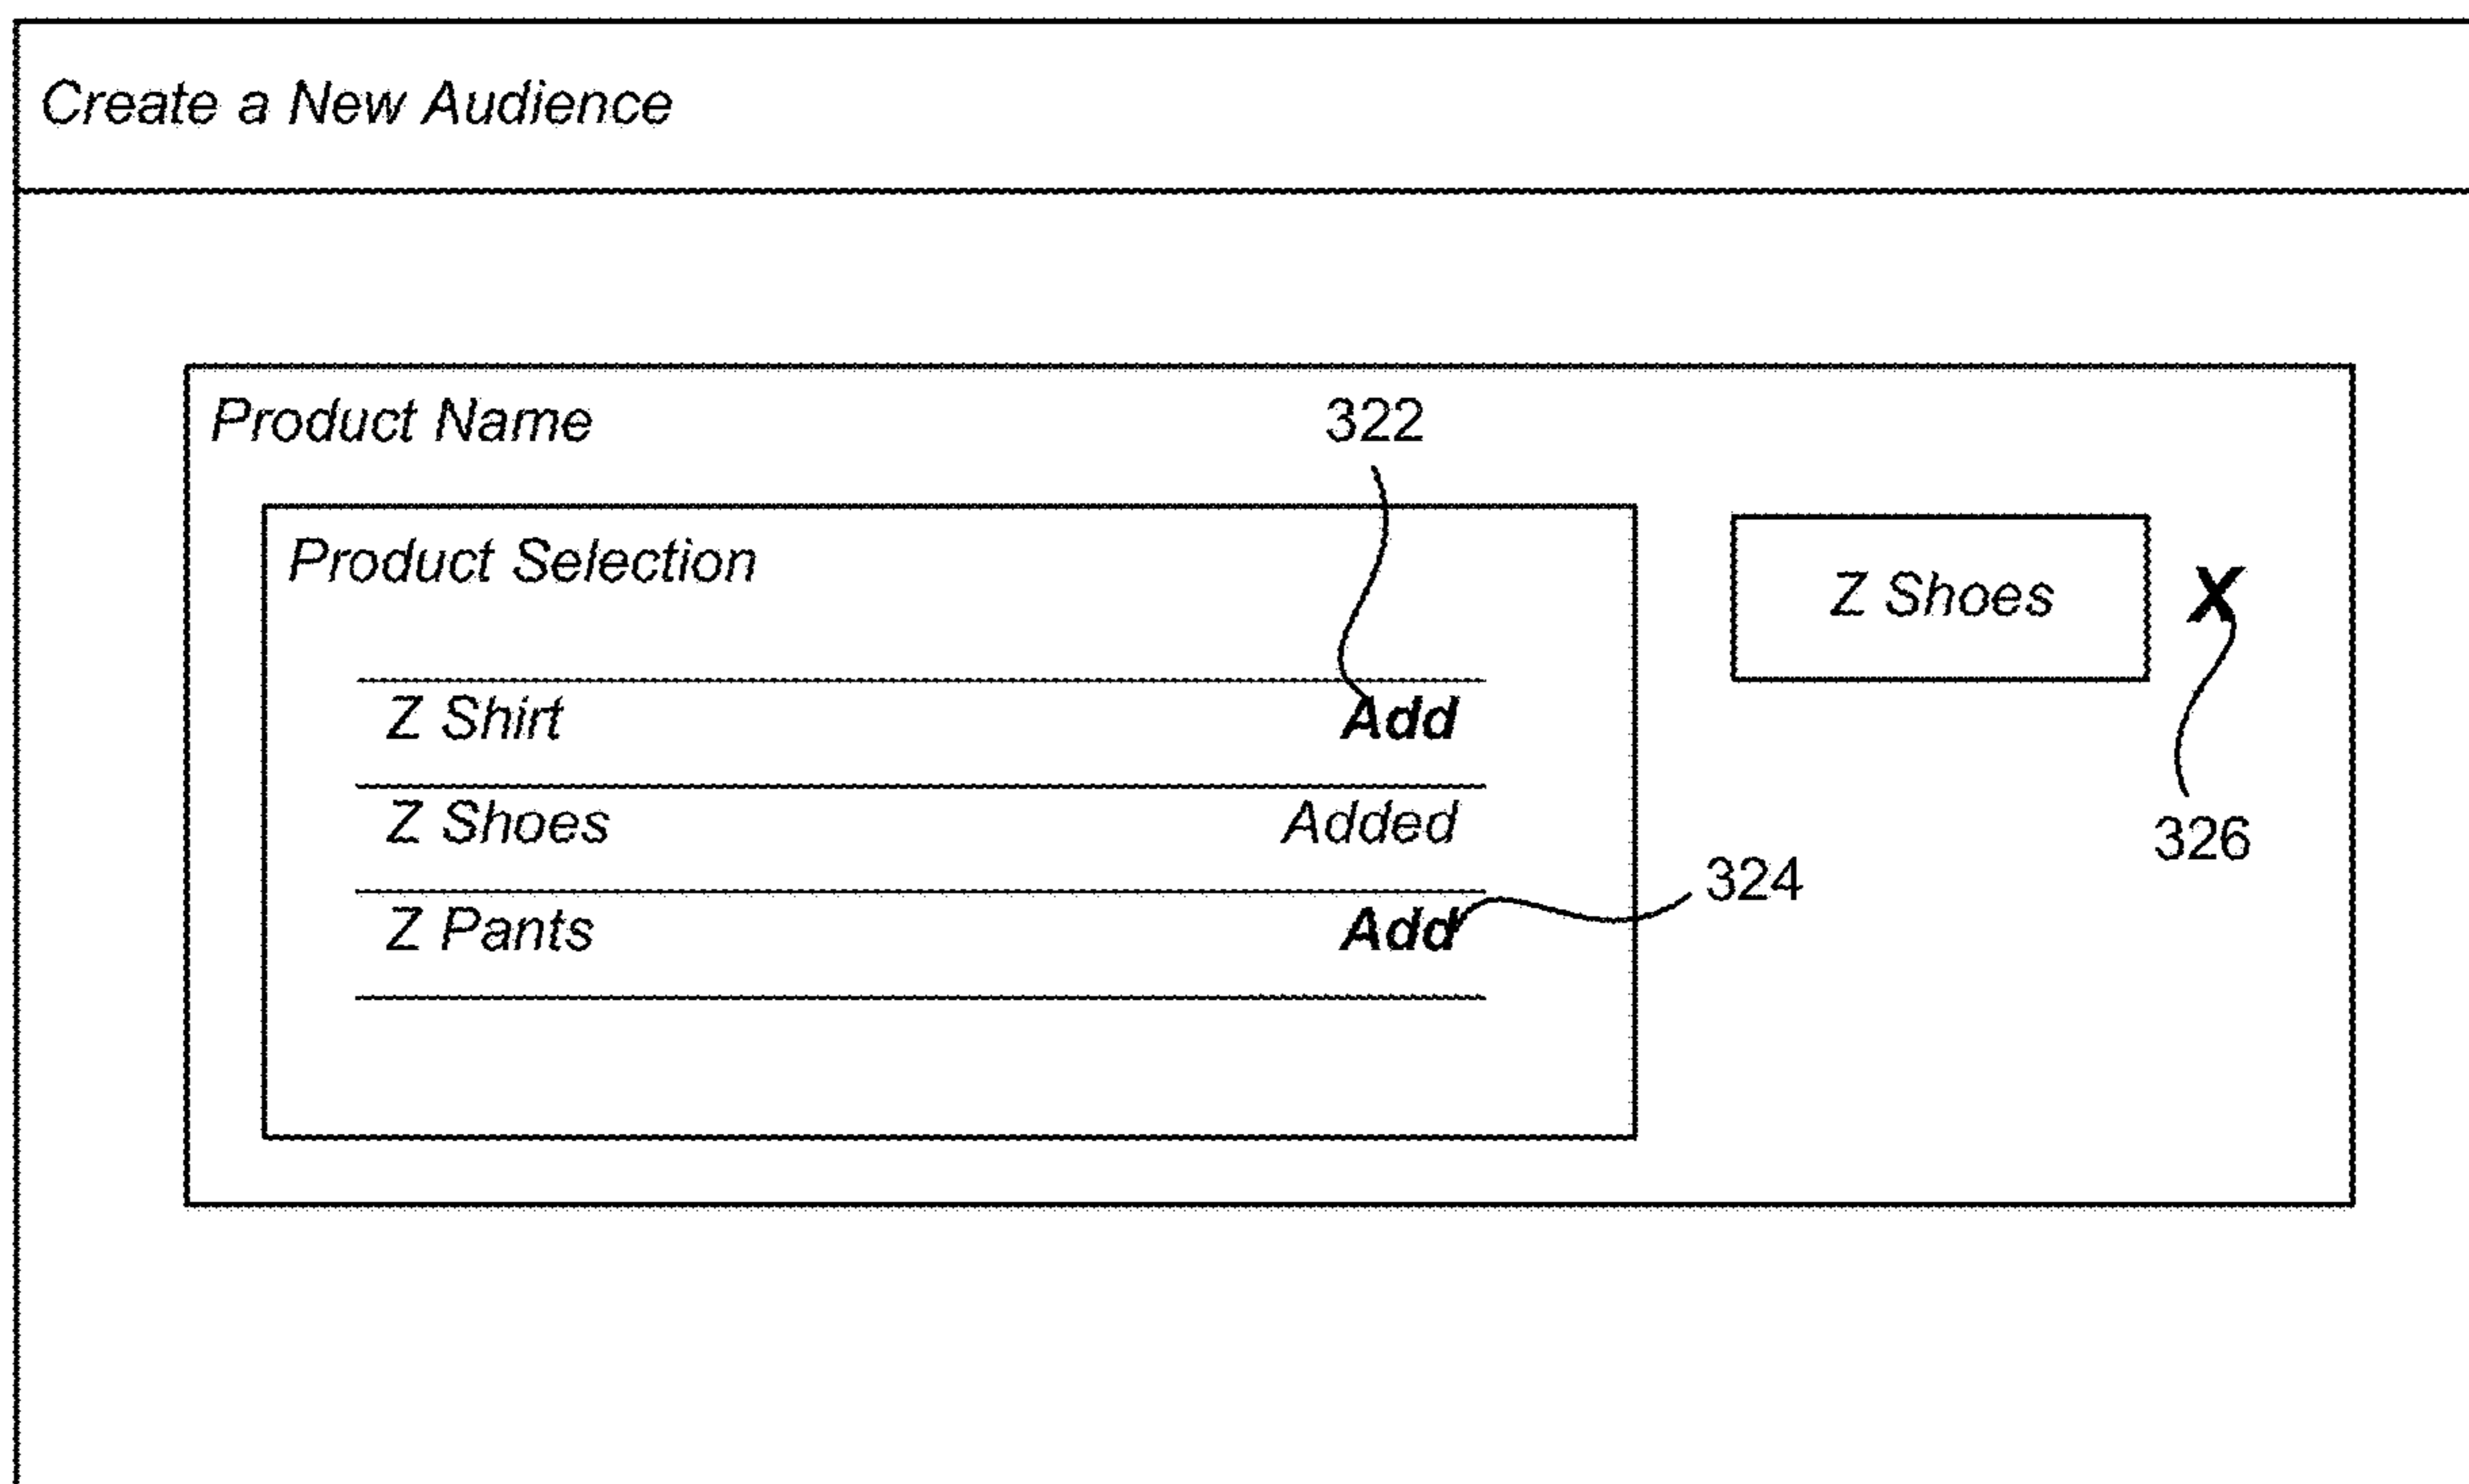 Create a New Audience
Product Name
322
Product Selection
Z Shoes X
Z Shirt Add
Z Shoes Added
326
324
Z Pants Add